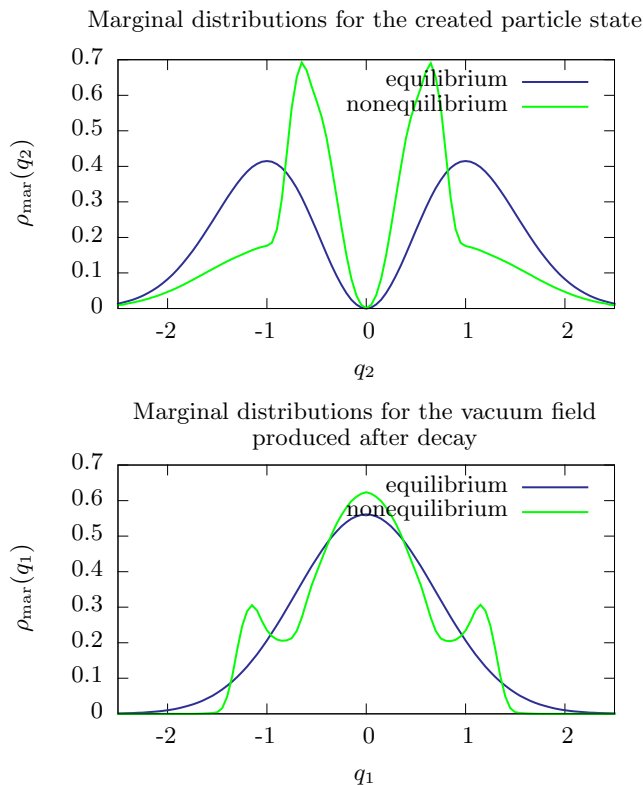 Marginal distributions for the created particle state
0.7
0.6
0.5
0.4
0.3
0.2
0.1
0
ρmar(q2)
equilibrium
nonequilibrium
-2 -1 0 1 2
q2
Marginal distributions for the vacuum field
produced after decay
0.7
0.6
0.5
0.4
0.3
0.2
0.1
0
ρmar(q1)
equilibrium
nonequilibrium
-2 -1 0 1 2
q1